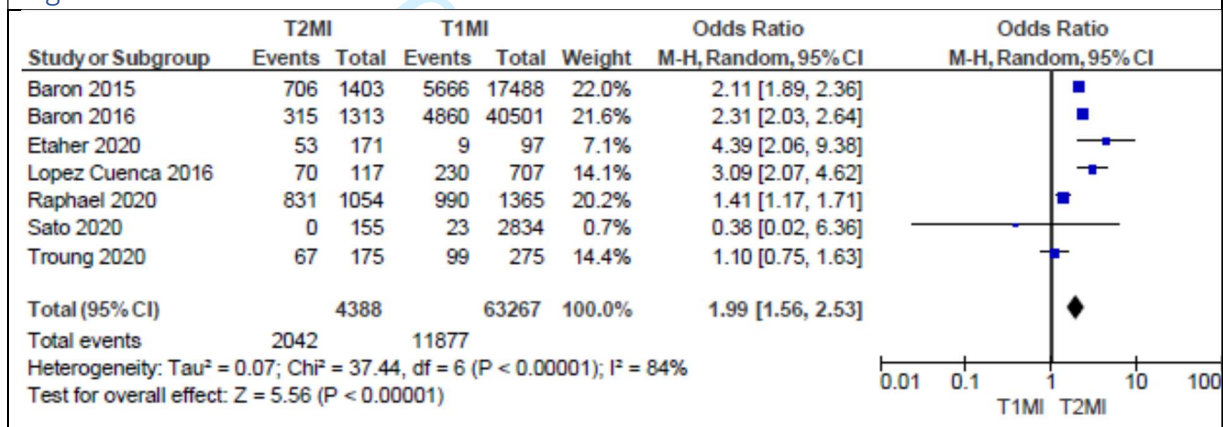 T2MI T1MI Odds Ratio Odds Ratio
Study or Subgroup Events Total Events Total Weight M-H, Random, 95% CI M-H, Random, 95% CI
Baron 2015 706 1403 5666 17488 22.0% 2.11 [1.89, 2.36]
Baron 2016 315 1313 4860 40501 21.6% 2.31 [2.03, 2.64]
Etaher 2020 53 171 9 97 7.1% 4.39 [2.06, 9.38]
Lopez Cuenca 2016 70 117 230 707 14.1% 3.09 [2.07, 4.62]
Raphael 2020 831 1054 990 1365 20.2% 1.41 [1.17, 1.71]
Sato 2020 0 155 23 2834 0.7% 0.38 [0.02, 6.36]
Troung 2020 67 175 99 275 14.4% 1.10 [0.75, 1.63]
Total (95% CI) 4388 63267 100.0% 1.99 [1.56, 2.53]
Total events 2042 11877
Heterogeneity: Tau² = 0.07; Chi² = 37.44, df = 6 (P < 0.00001); I² = 84%
Test for overall effect: Z = 5.56 (P < 0.00001)
0.01 0.1 1 10 100
T1MI T2MI